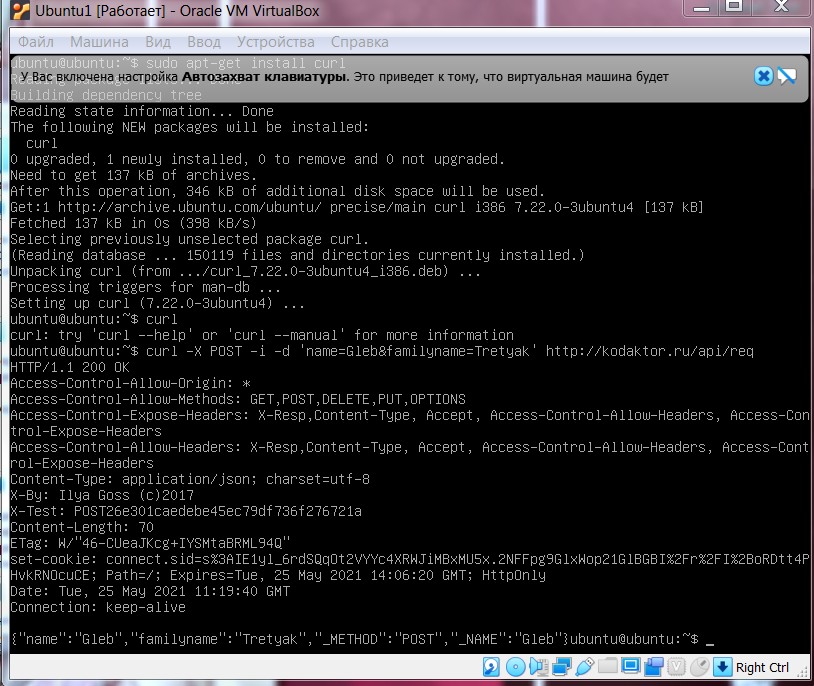 Ubuntu1 [Работает] - Oracle VM VirtualBox
Файл Машина Вид Ввод Устройства Справка
ubuntu@ubuntu:~$ sudo apt-get install curl
У Вас включена настройка Автозахват клавиатуры. Это приведет к тому, что виртуальная машина будет
Building dependency tree
Reading state information... Done
The following NEW packages will be installed:
curl
0 upgraded, 1 newly installed, 0 to remove and 0 not upgraded.
Need to get 137 kB of archives.
After this operation, 346 kB of additional disk space will be used.
Get:1 http://archive.ubuntu.com/ubuntu/ precise/main curl i386 7.22.0-3ubuntu4 [137 kB]
Fetched 137 kB in 0s (398 kB/s)
Selecting previously unselected package curl.
(Reading database ... 150119 files and directories currently installed.)
Unpacking curl (from .../curl_7.22.0-3ubuntu4_i386.deb) ...
Processing triggers for man-db ...
Setting up curl (7.22.0-3ubuntu4) ...
ubuntu@ubuntu:~$ curl
curl: try 'curl --help' or 'curl --manual' for more information
ubuntu@ubuntu:~$ curl -X POST -i -d 'name=Gleb&familyname=Tretyak' http://kodaktor.ru/api/req
HTTP/1.1 200 OK
Access-Control-Allow-Origin: *
Access-Control-Allow-Methods: GET,POST,DELETE,PUT,OPTIONS
Access-Control-Expose-Headers: X-Resp,Content-Type, Accept, Access-Control-Allow-Headers, Access-Con
trol-Expose-Headers
Access-Control-Allow-Headers: X-Resp,Content-Type, Accept, Access-Control-Allow-Headers, Access-Cont
rol-Expose-Headers
Content-Type: application/json; charset=utf-8
X-By: Ilya Goss (c)2017
X-Test: POST26e301caedebe45ec79df736f276721a
Content-Length: 70
ETag: W/"46-CUeaJKcg+IYSMtaBRML94Q"
set-cookie: connect.sid=s%3AIE1yl_6rdSQqOt2VYYc4XRWJiMBxMU5x.2NFFpg9GlxWop21GlBGBI%2Fr%2FI%2BoRDtt4P
HvkRNOcuCE; Path=/; Expires=Tue, 25 May 2021 14:06:20 GMT; HttpOnly
Date: Tue, 25 May 2021 11:19:40 GMT
Connection: keep-alive
{"name":"Gleb","familyname":"Tretyak","_METHOD":"POST","_NAME":"Gleb"}ubuntu@ubuntu:~$ _
Right Ctrl